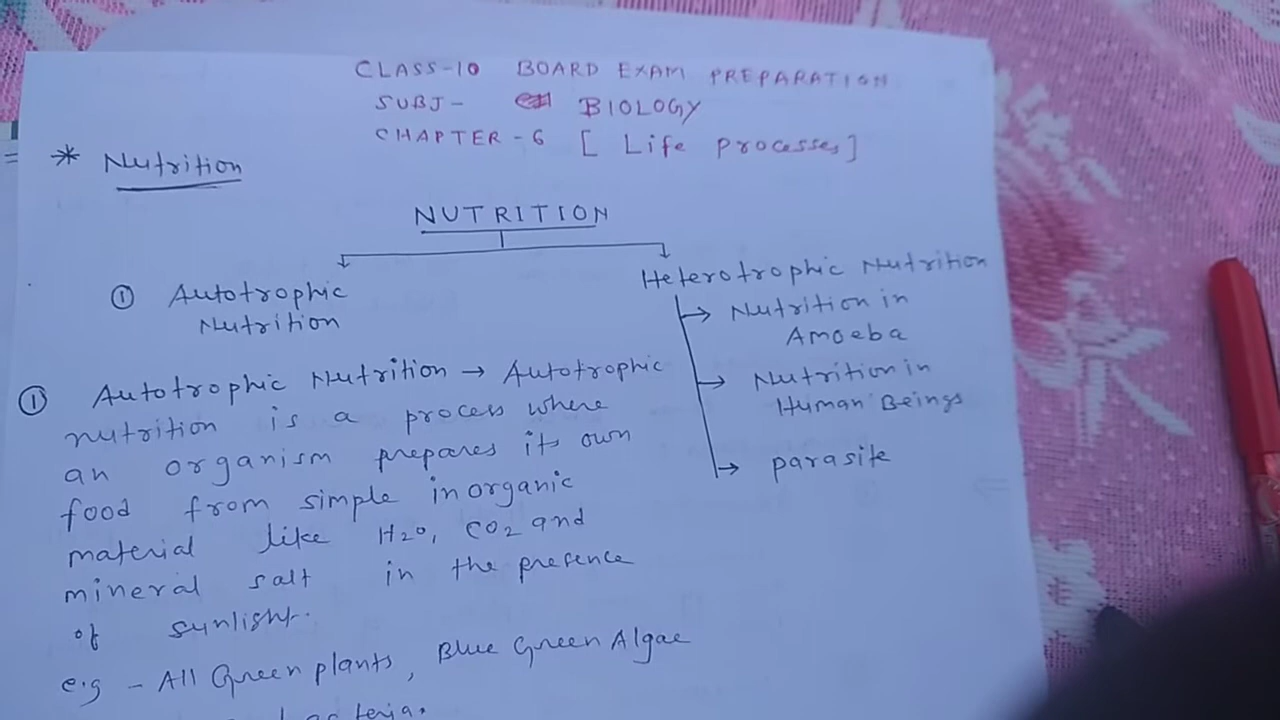 CLASS-10 BOARD EXAM PREPARATION
SUBJ - BIOLOGY
CHAPTER - 6 [ Life processes ]
* Nutrition
NUTRITION
① Autotrophic
Nutrition
Heterotrophic Nutrition
→ Nutrition in
Amoeba
→ Nutrition in
Human Beings
→ parasite
① Autotrophic Nutrition → Autotrophic
nutrition is a process where
an organism prepares its own
food from simple inorganic
material like H2O, CO2 and
mineral salt in the presence
of sunlight.
e.g - All Green plants, Blue Green Algae